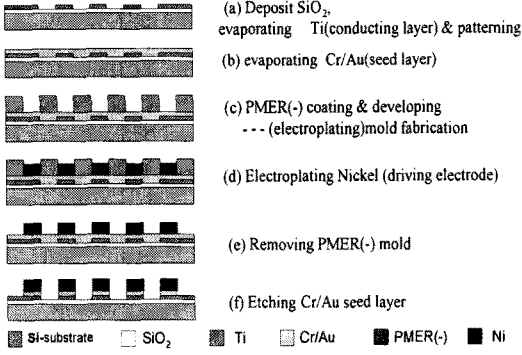 (a) Deposit SiO2,
evaporating Ti(conducting layer) & patterning
(b) evaporating Cr/Au(seed layer)
(c) PMER(-) coating & developing
- - - (electroplating)mold fabrication
(d) Electroplating Nickel (driving electrode)
(e) Removing PMER(-) mold
(f) Etching Cr/Au seed layer
Si-substrate SiO2 Ti Cr/Au PMER(-) Ni